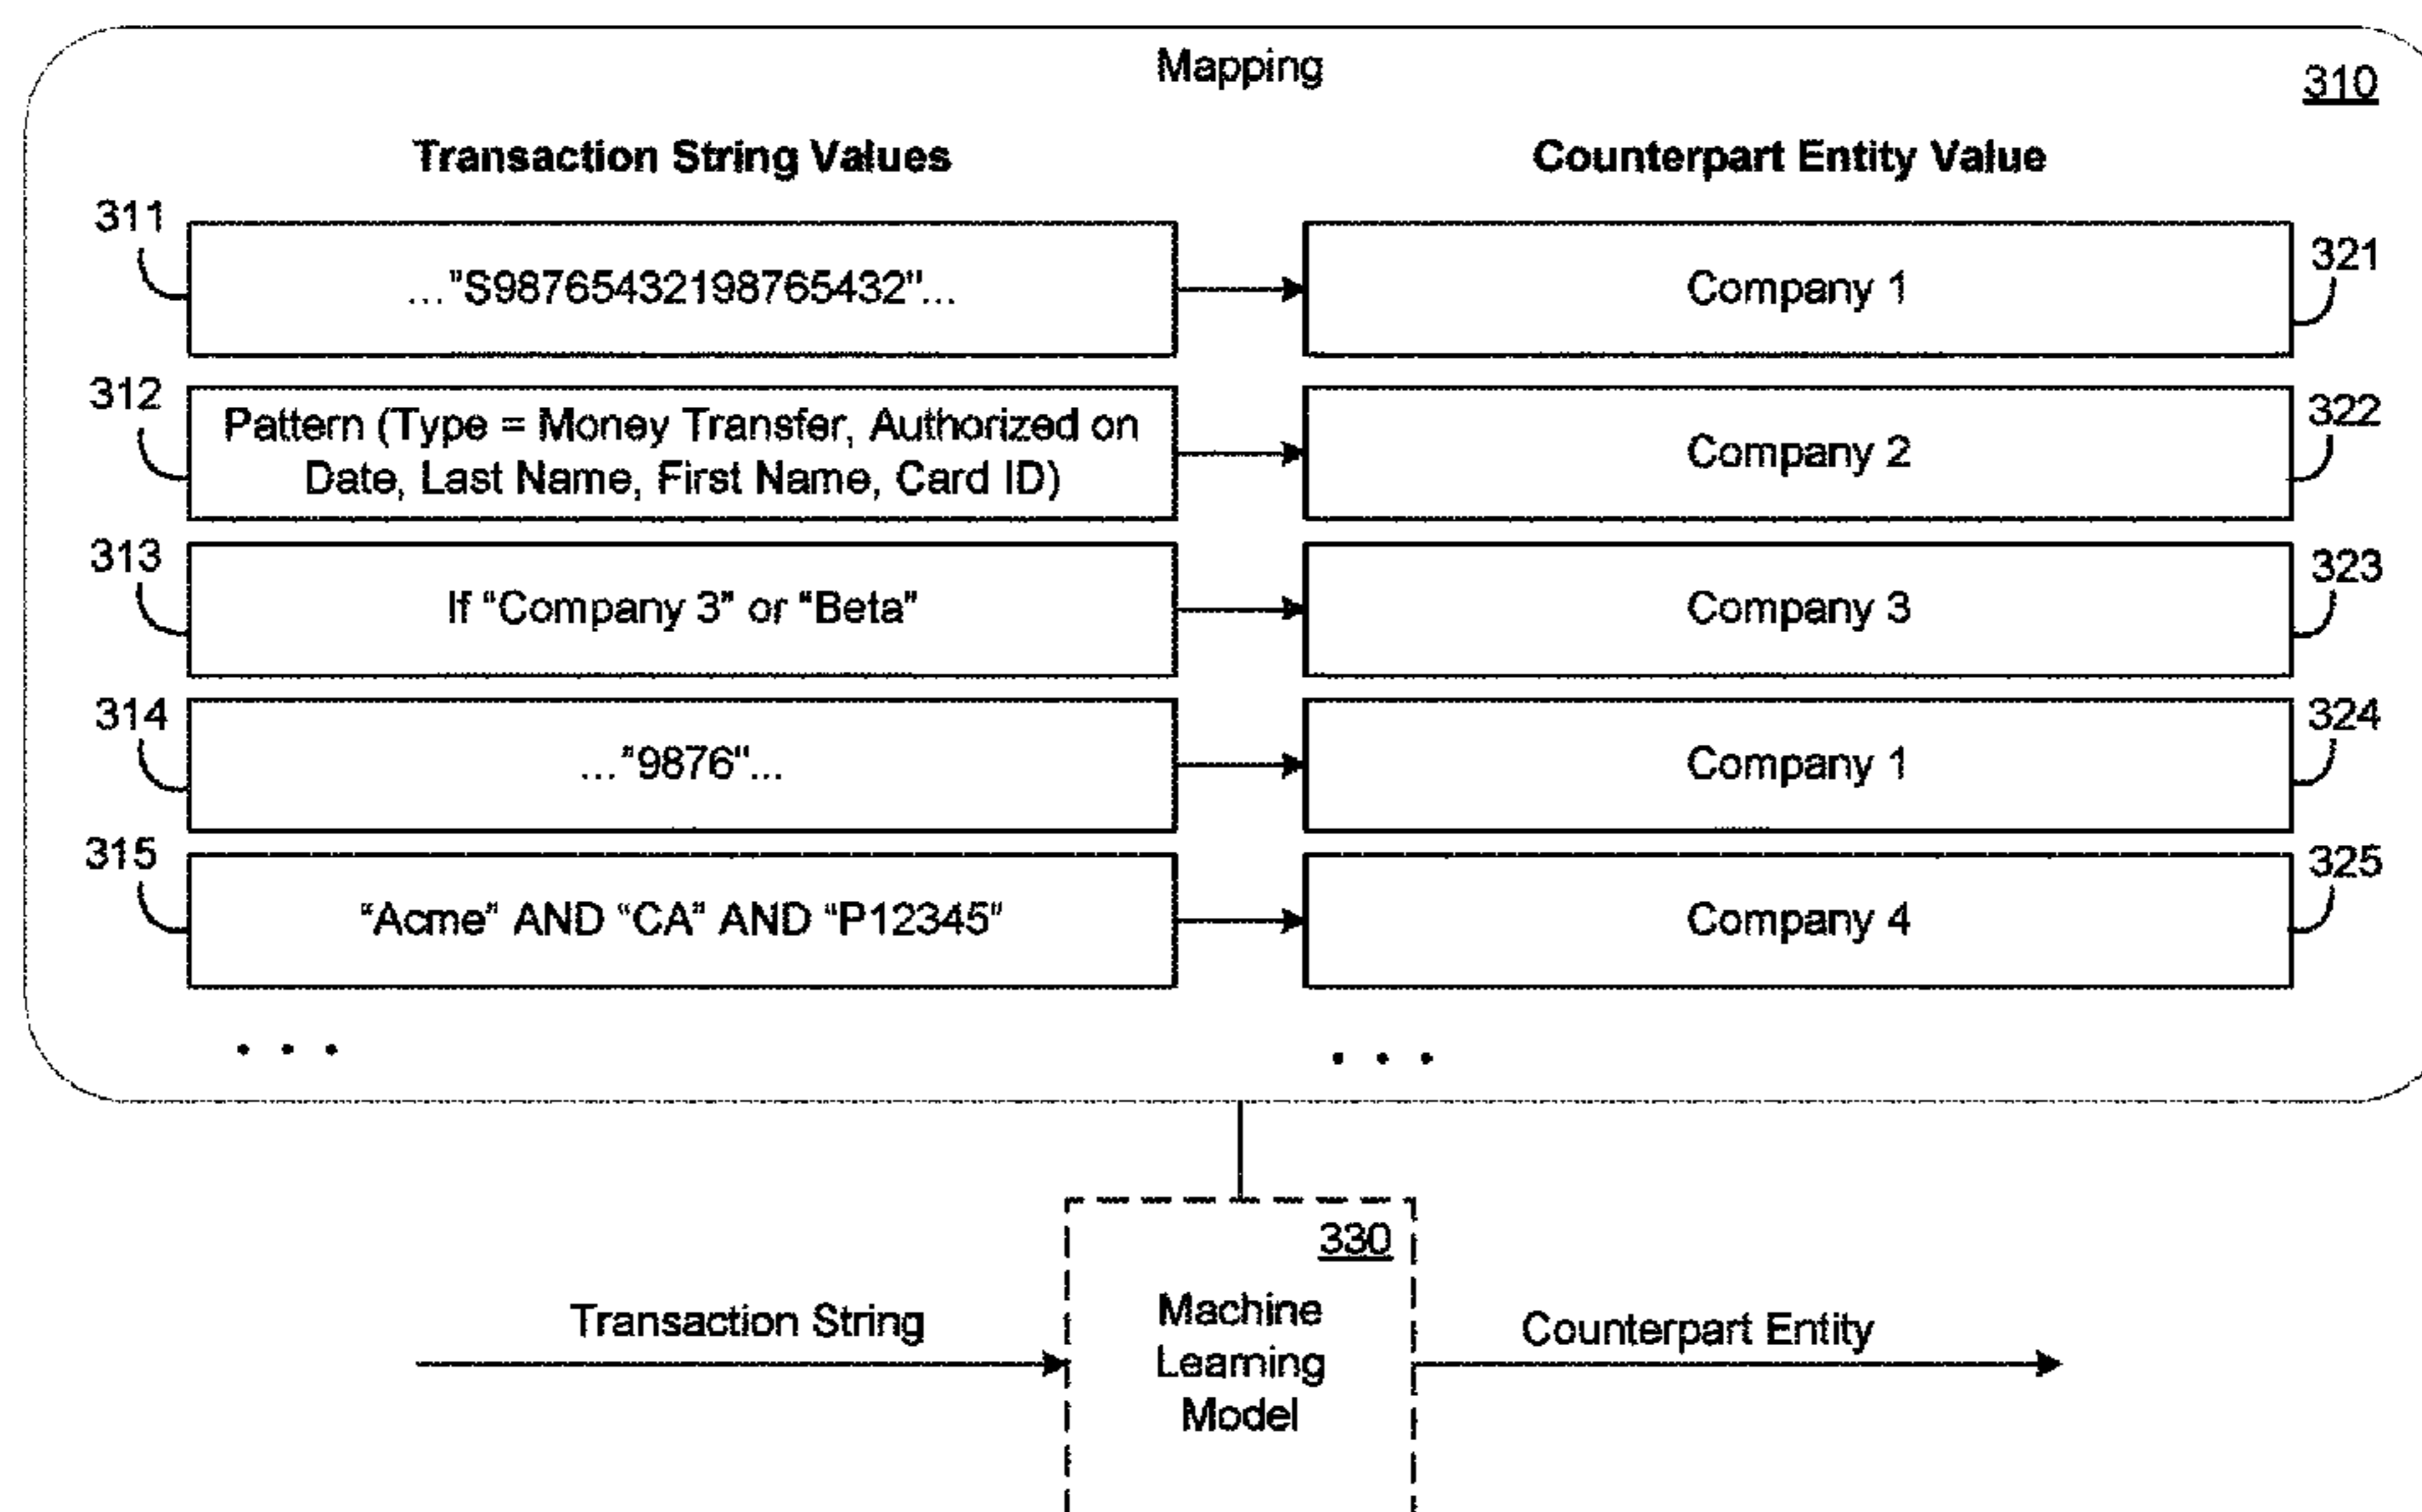 Mapping
310
Transaction String Values
Counterpart Entity Value
311
..."S98765432198765432"...
Company 1
321
312
Pattern (Type = Money Transfer, Authorized on
Date, Last Name, First Name, Card ID)
Company 2
322
313
If "Company 3" or "Beta"
Company 3
323
314
..."9876"...
Company 1
324
315
"Acme" AND "CA" AND "P12345"
Company 4
325
. . .
. . .
330
Transaction String
Machine
Learning
Model
Counterpart Entity